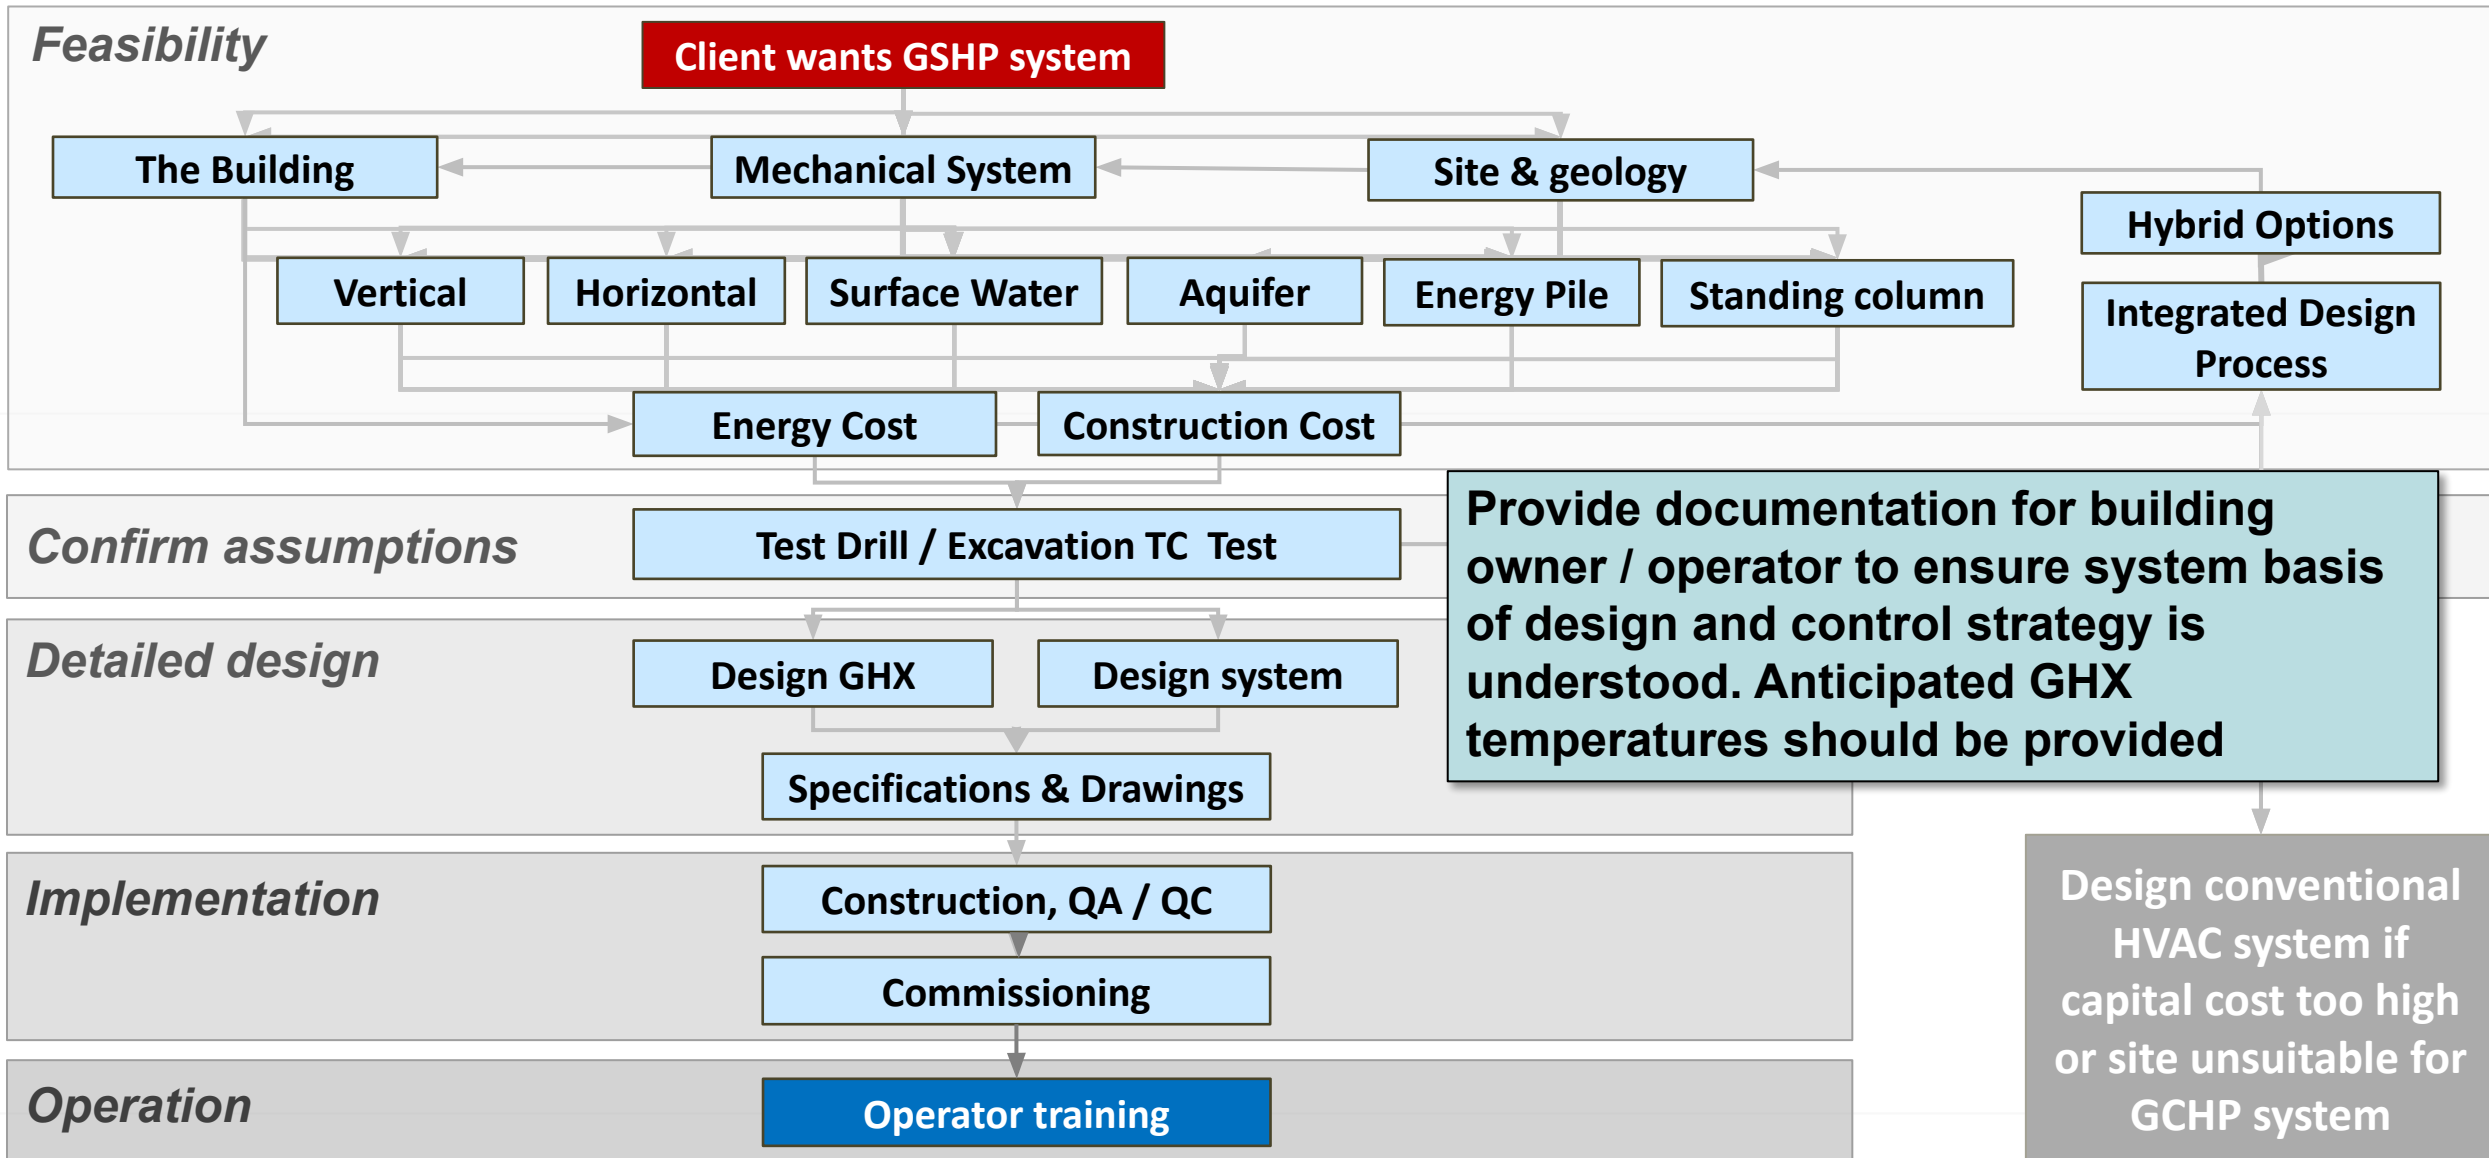 Feasibility
Client wants GSHP system
The Building
Mechanical System
Site & geology
Hybrid Options
Vertical
Horizontal
Surface Water
Aquifer
Energy Pile
Standing column
Integrated Design
Process
Energy Cost
Construction Cost
Confirm assumptions
Test Drill / Excavation TC  Test
Provide documentation for building
owner / operator to ensure system basis
of design and control strategy is
understood. Anticipated GHX
temperatures should be provided
Detailed design
Design GHX
Design system
Specifications & Drawings
Implementation
Construction, QA / QC
Commissioning
Design conventional
HVAC system if
capital cost too high
or site unsuitable for
GCHP system
Operation
Operator training